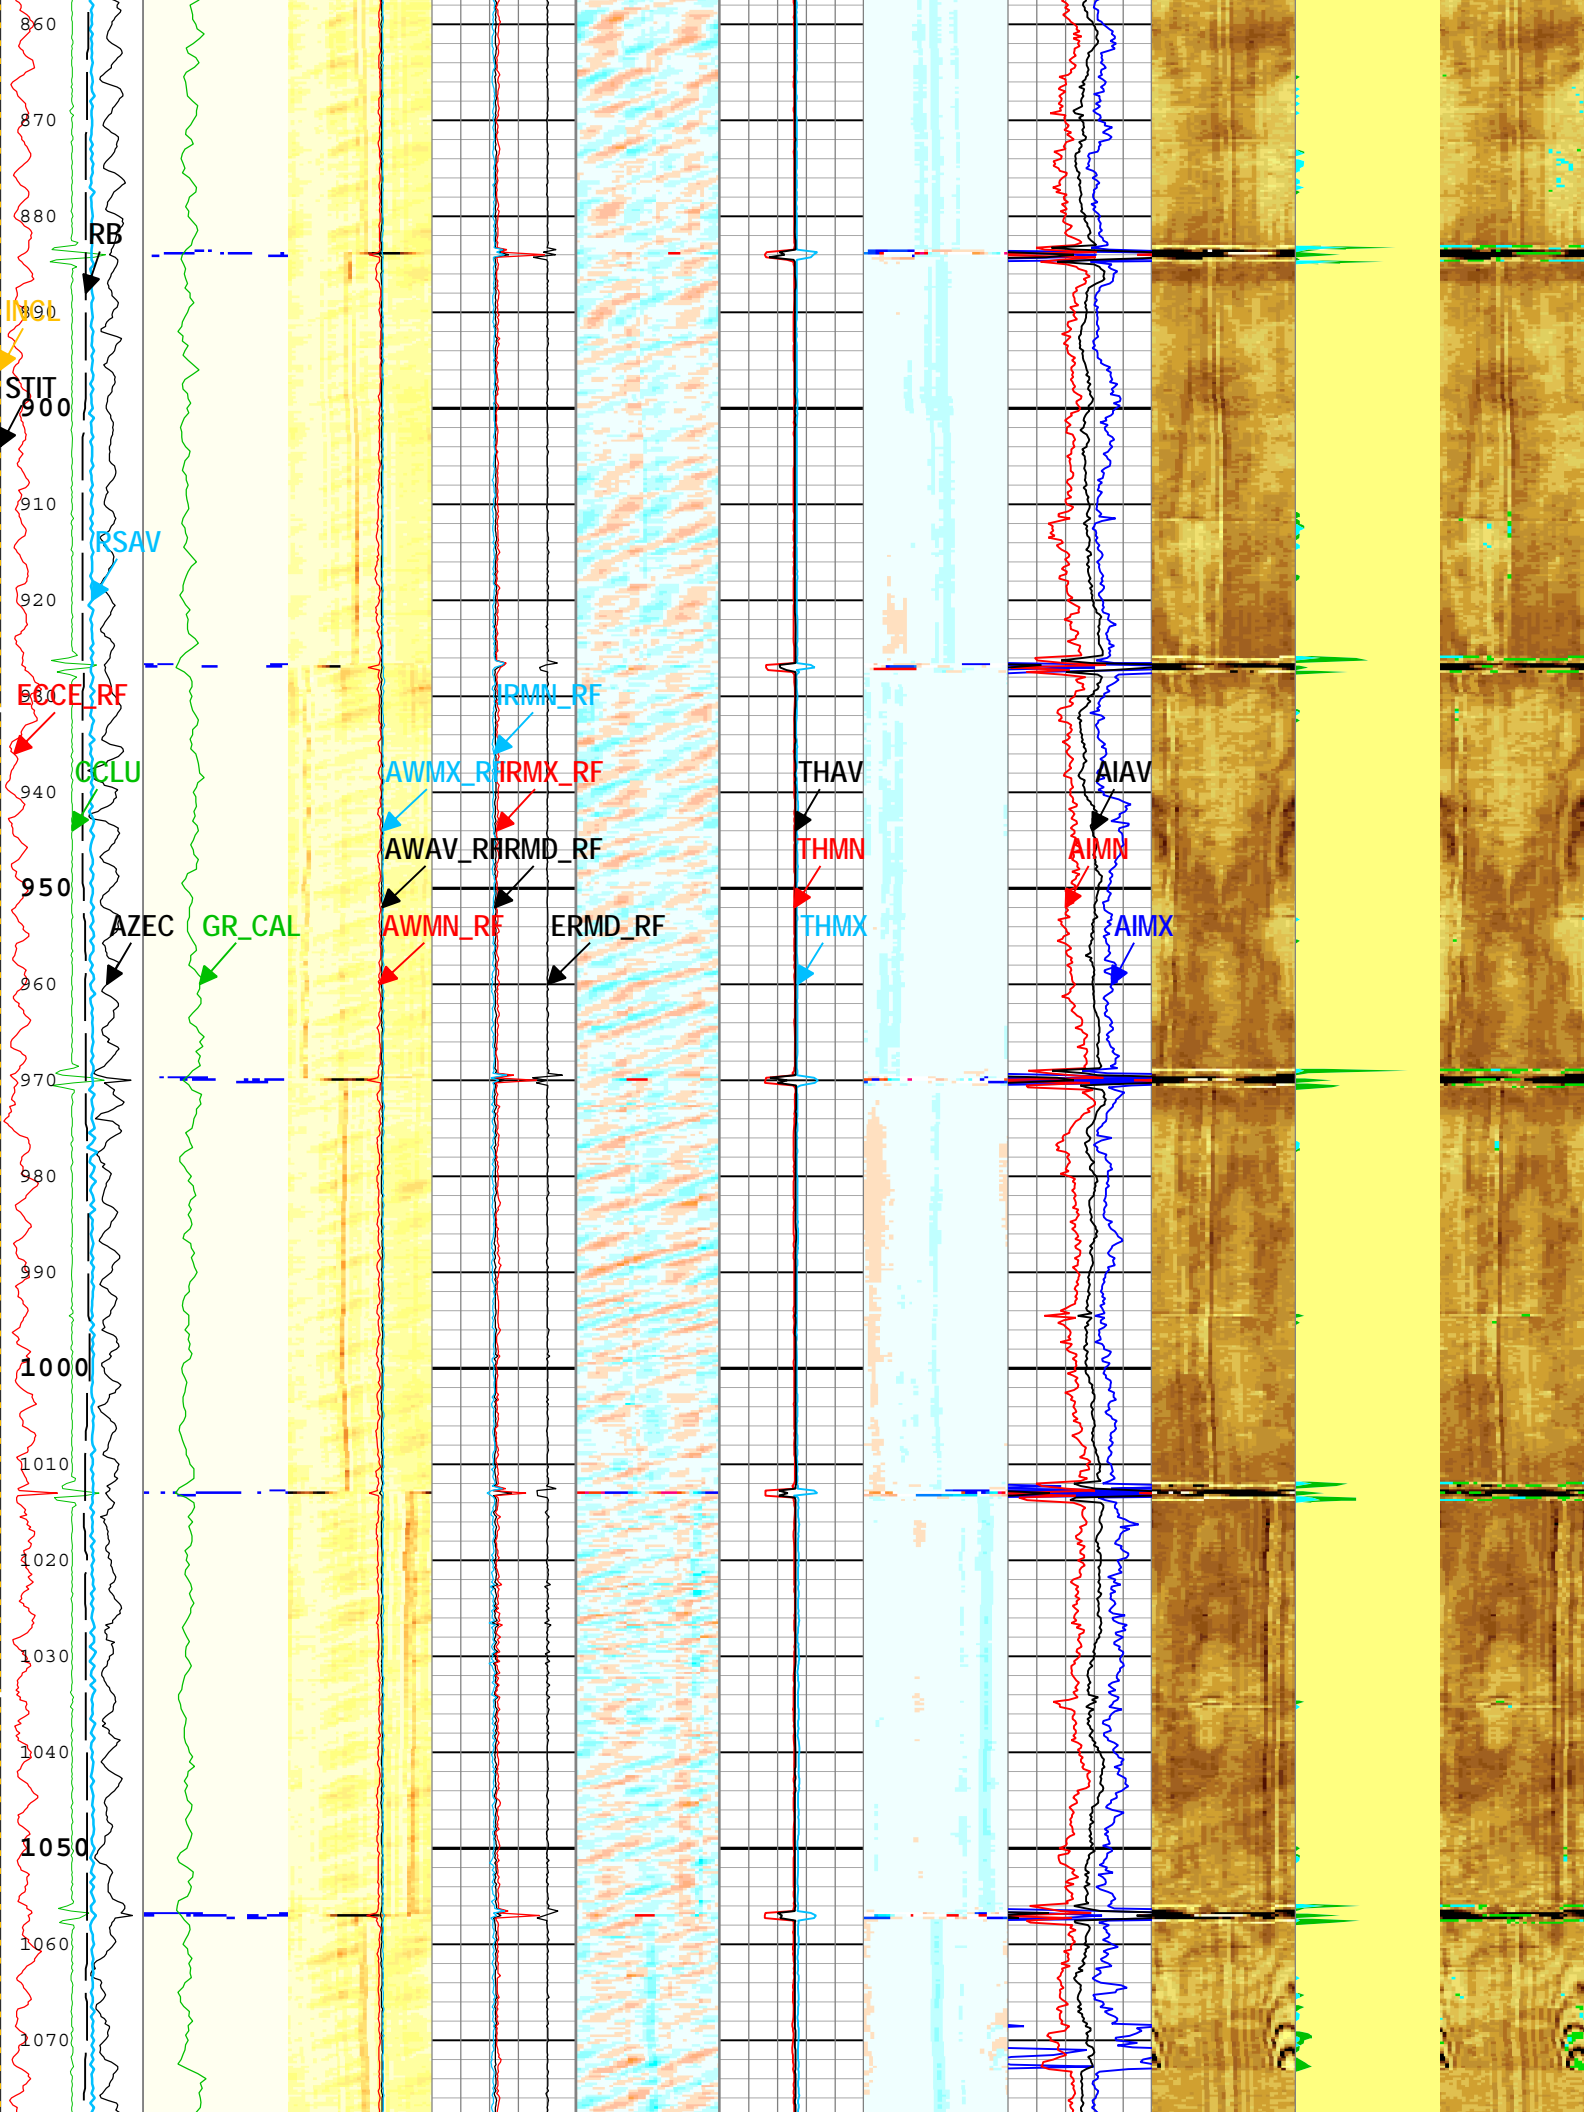 860
870
880
RB
INCL
890
STIT
900
910
RSAV
920
930
ECCE_RF
IRMN_RF
CCLU
AWMX_RF
IRMX_RF
THAV
AIAV
940
AWAV_RF
IRMD_RF
THMN
AIMN
950
AZEC
GR_CAL
AWMN_RF
ERMD_RF
THMX
AIMX
960
970
980
990
1000
1010
1020
1030
1040
1050
1060
1070